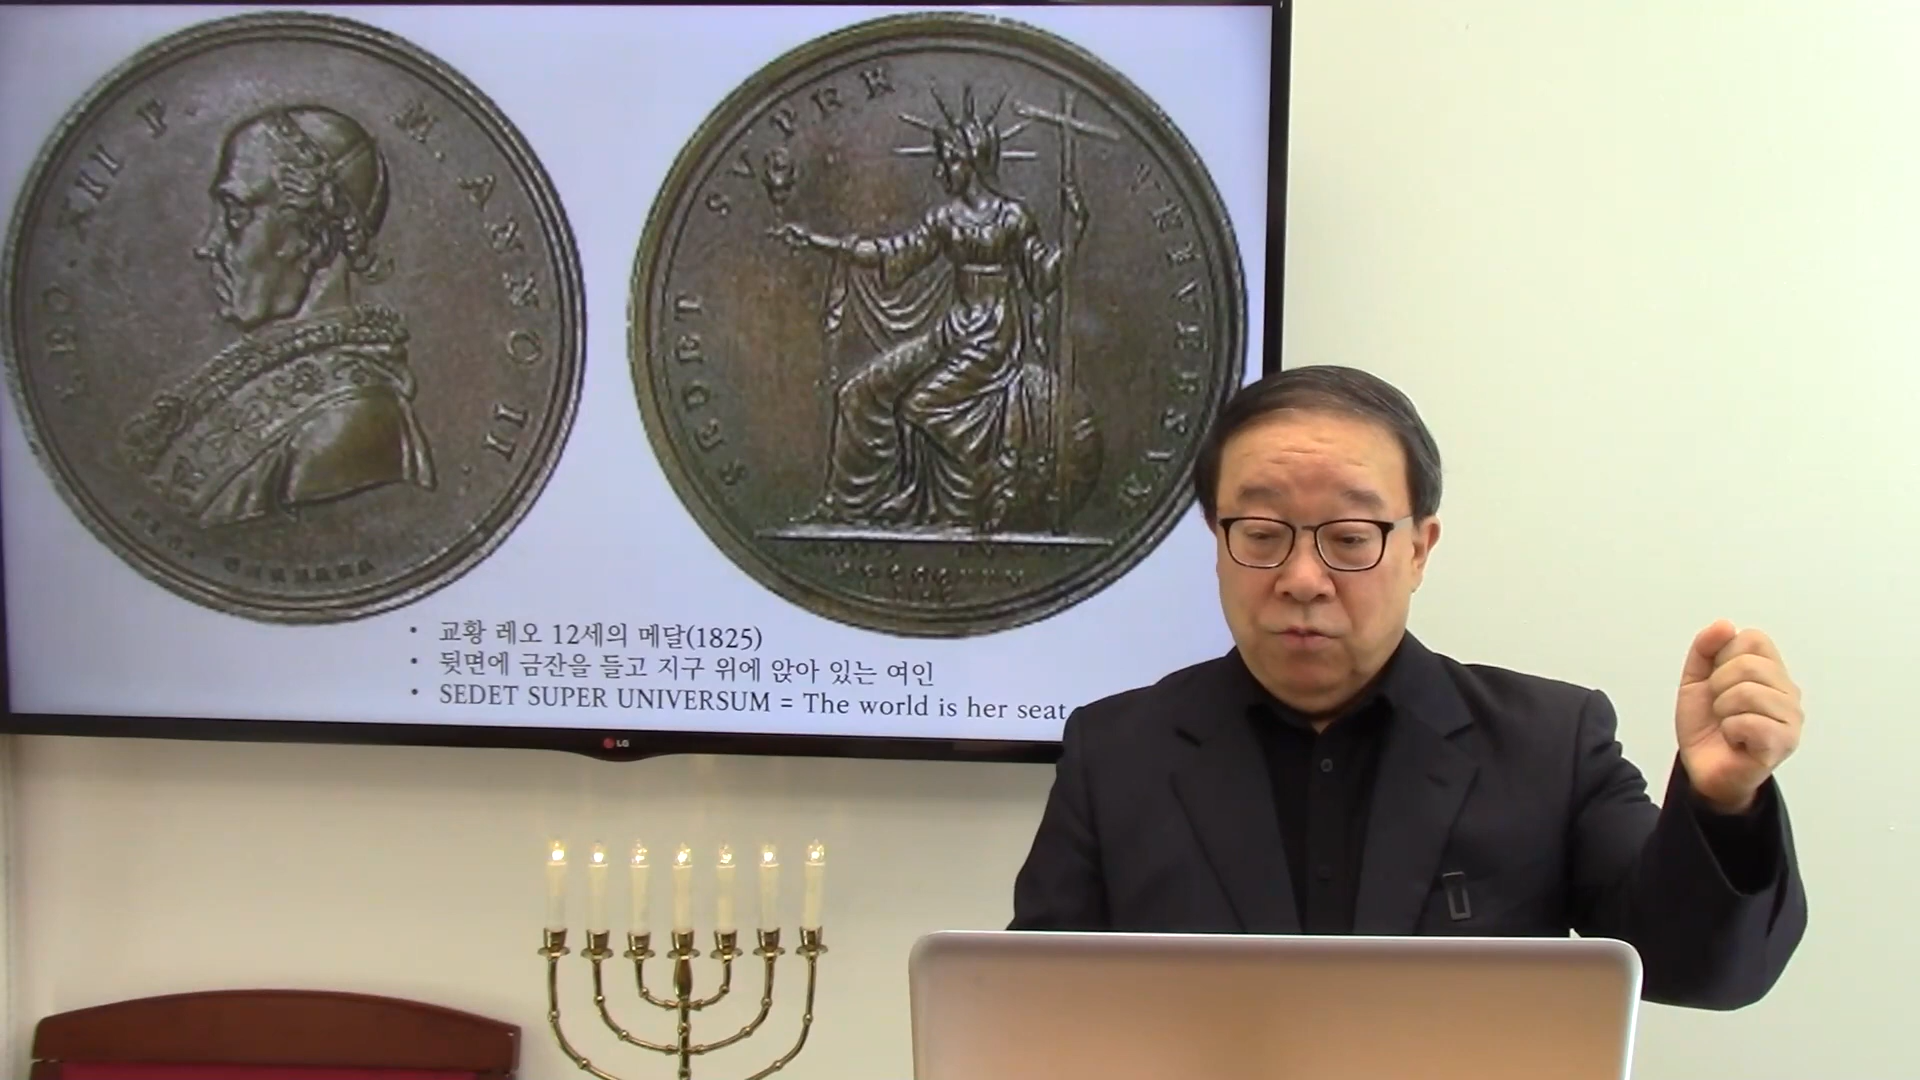 LEO. XII P. M. ANNO II.
SEDET SVPER VNIVERSVM
교황 레오 12세의 메달(1825)
뒷면에 금잔을 들고 지구 위에 앉아 있는 여인
SEDET SUPER UNIVERSUM = The world is her seat
LG